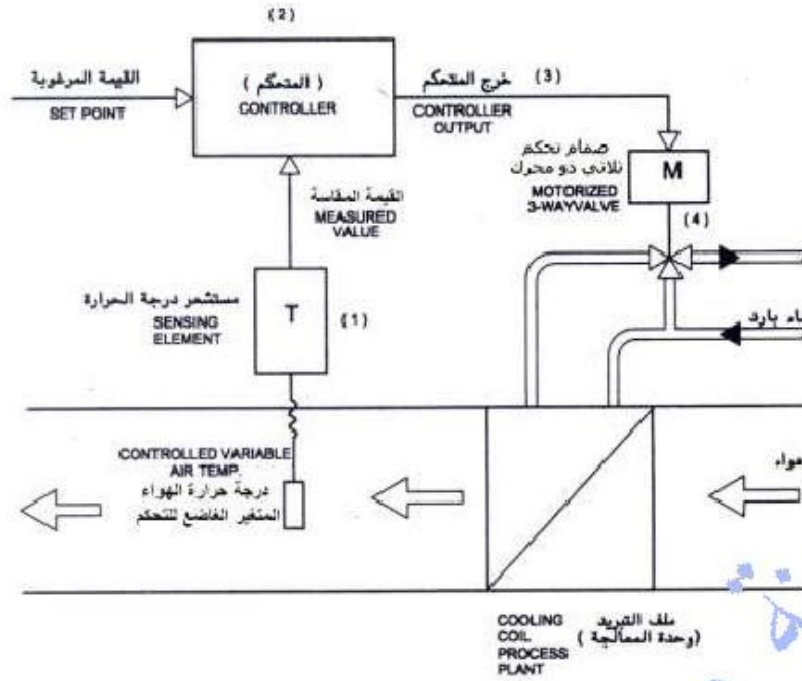 (2)
القيمة المرغوبة
SET POINT
( المتحكم )
CONTROLLER
خرج المتحكم (3)
CONTROLLER
OUTPUT
صمام تحكم
ثلاثي ذو محرك
MOTORIZED
3-WAYVALVE
M
(4)
القيمة المقاسة
MEASURED
VALUE
مستشعر درجة الحرارة
SENSING
ELEMENT
T
(1)
بارد
CONTROLLED VARIABLE
AIR TEMP.
درجة حرارة الهواء
المتغير الخاضع للتحكم
COOLING
COIL
PROCESS
PLANT
ملف التبريد
(وحدة المعالجة )